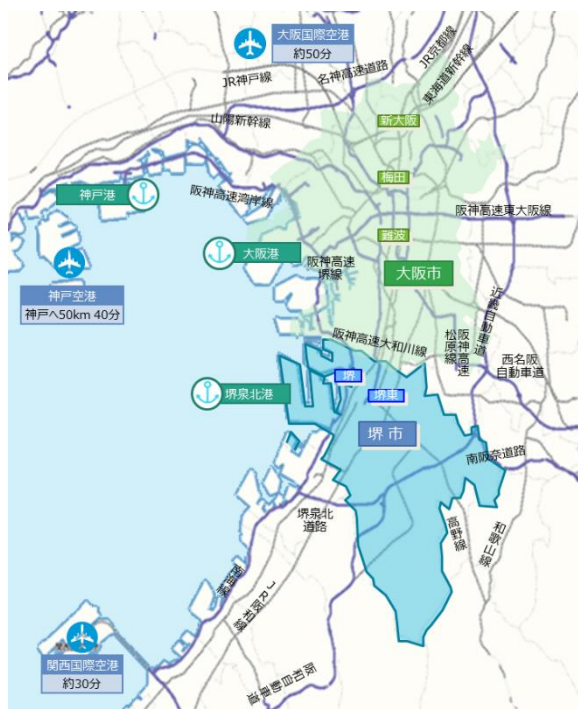 大阪国際空港
約50分
JR京都線
東海道新幹線
名神高速道路
JR神戸線
山陽新幹線
新大阪
梅田
神戸港
阪神高速湾岸線
阪神高速東大阪線
難波
大阪港
阪神高速
堺線
大阪市
神戸空港
神戸へ50km 40分
近畿自動車道
阪神高速大和川線
阪神高速
松原線
西名阪
自動車道
堺
堺東
堺泉北港
堺市
南阪奈道路
堺泉北
道路
高野線
和歌山線
南海線
JR阪和線
阪和自動車道
関西国際空港
約30分